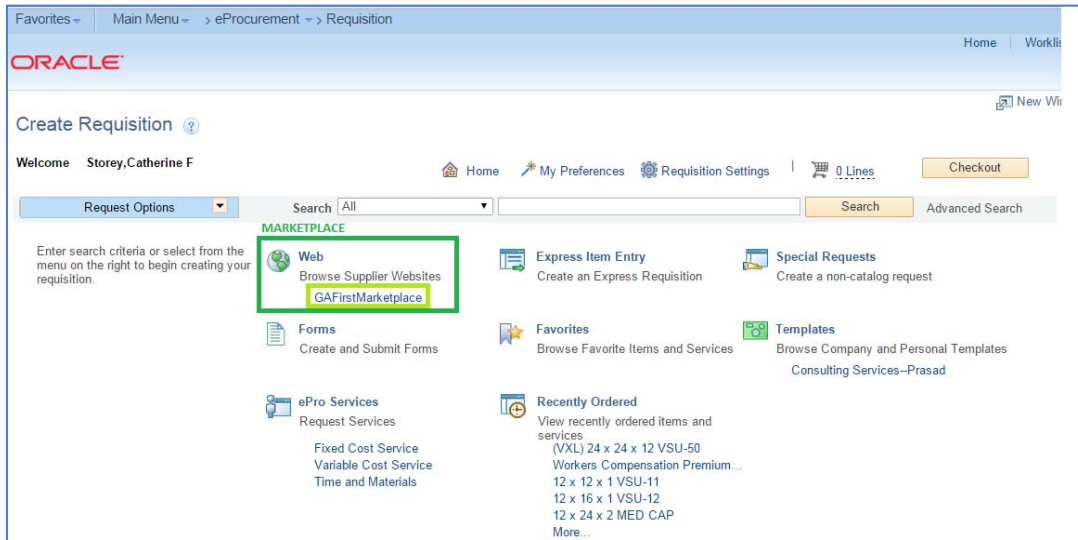 Favorites Main Menu > eProcurement > Requisition
Home Worklis
ORACLE
New Wi
Create Requisition ?
Welcome Storey,Catherine F
Home My Preferences Requisition Settings 0 Lines Checkout
Request Options Search All Search Advanced Search
MARKETPLACE
Enter search criteria or select from the
menu on the right to begin creating your
requisition.
Web
Browse Supplier Websites
GAFirstMarketplace
Express Item Entry
Create an Express Requisition
Special Requests
Create a non-catalog request
Forms
Create and Submit Forms
Favorites
Browse Favorite Items and Services
Templates
Browse Company and Personal Templates
Consulting Services--Prasad
ePro Services
Request Services
Fixed Cost Service
Variable Cost Service
Time and Materials
Recently Ordered
View recently ordered items and
services
(VXL) 24 x 24 x 12 VSU-50
Workers Compensation Premium...
12 x 12 x 1 VSU-11
12 x 16 x 1 VSU-12
12 x 24 x 2 MED CAP
More...